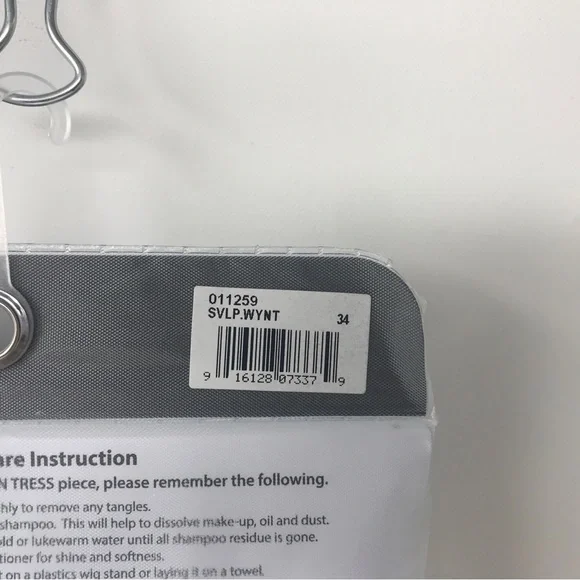 011259
SVLP.WYNT 34
9 16128 07337 9
are Instruction
N TRESS piece, please remember the following.
hly to remove any tangles.
shampoo. This will help to dissolve make-up, oil and dust.
old or lukewarm water until all shampoo residue is gone.
tioner for shine and softness.
t on a plastics wig stand or laying it on a towel.